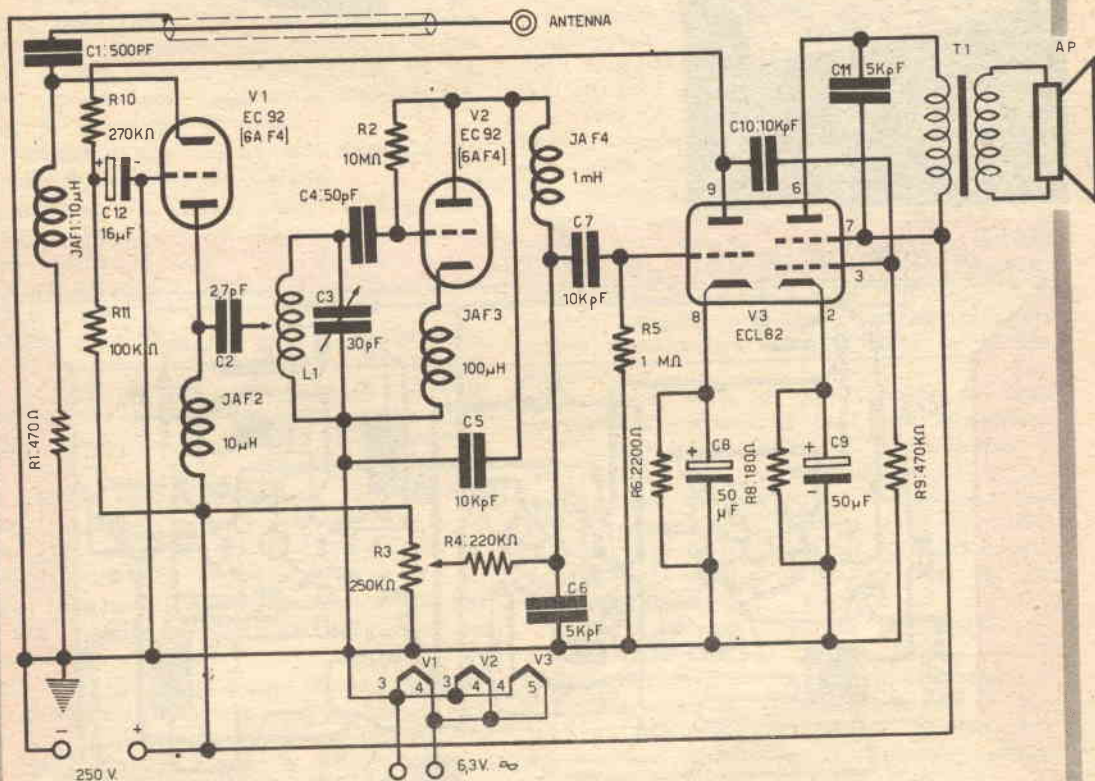 ANTENNA
C1:500PF
T1
AP
C11
5KpF
R10
270KΩ
V1
EC 92
[6A F4]
V2
EC 92
[6A F4]
R2
10MΩ
JAF4
1mH
C10:10KpF
9
6
+
-
C12
16µF
JAF1:10µH
C4:50pF
C7
10KpF
7
3
8
V3
2
ECL82
R11
100KΩ
2,7pF
C2
C3
30pF
L1
JAF3
100µH
R5
1 MΩ
JAF2
10µH
R1:470Ω
C5
10KpF
R6:2200Ω
+
C8
50
µF
R8:180Ω
+
C9
-
50µF
R9:470KΩ
R3
250KΩ
R4:220KΩ
C6
5KpF
V1
V2
V3
3
4
3
4
4
5
-
+
250 V.
6,3V. ∞